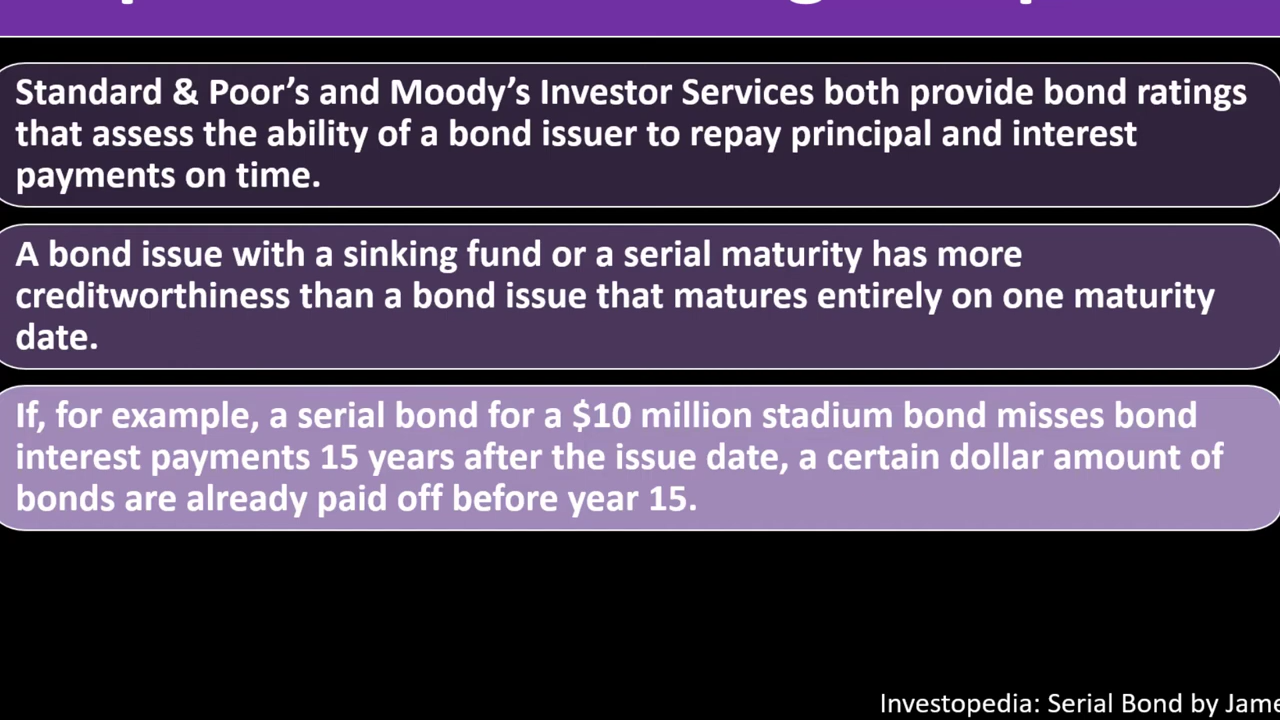 Standard & Poor’s and Moody’s Investor Services both provide bond ratings
that assess the ability of a bond issuer to repay principal and interest
payments on time.
A bond issue with a sinking fund or a serial maturity has more
creditworthiness than a bond issue that matures entirely on one maturity
date.
If, for example, a serial bond for a $10 million stadium bond misses bond
interest payments 15 years after the issue date, a certain dollar amount of
bonds are already paid off before year 15.
Investopedia: Serial Bond by